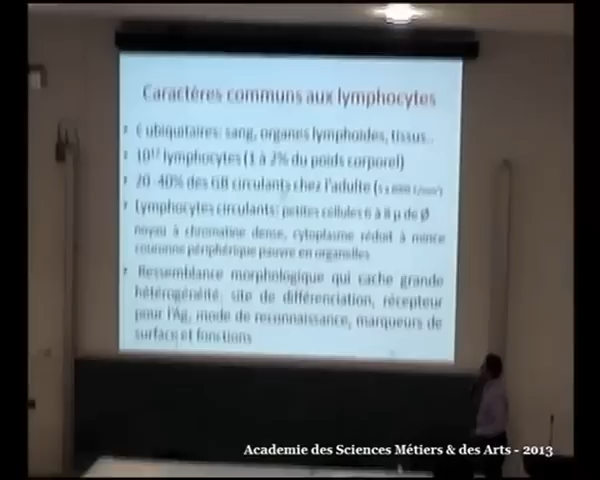 Caractères communs aux lymphocytes
C ubiquitaires: sang, organes lymphoides, tissus..
10¹² lymphocytes (1 à 2% du poids corporel)
20 -40% des GB circulants chez l'adulte
Lymphocytes circulants: petites cellules 6 à 8 µ de Ø
noyau à chromatine dense, cytoplasme réduit à mince
couronne périphérique pauvre en organelles
Ressemblance morphologique qui cache grande
hétérogénéité: site de différenciation, récepteur
pour l'Ag, mode de reconnaissance, marqueurs de
surface et fonctions
Academie des Sciences Métiers & des Arts - 2013